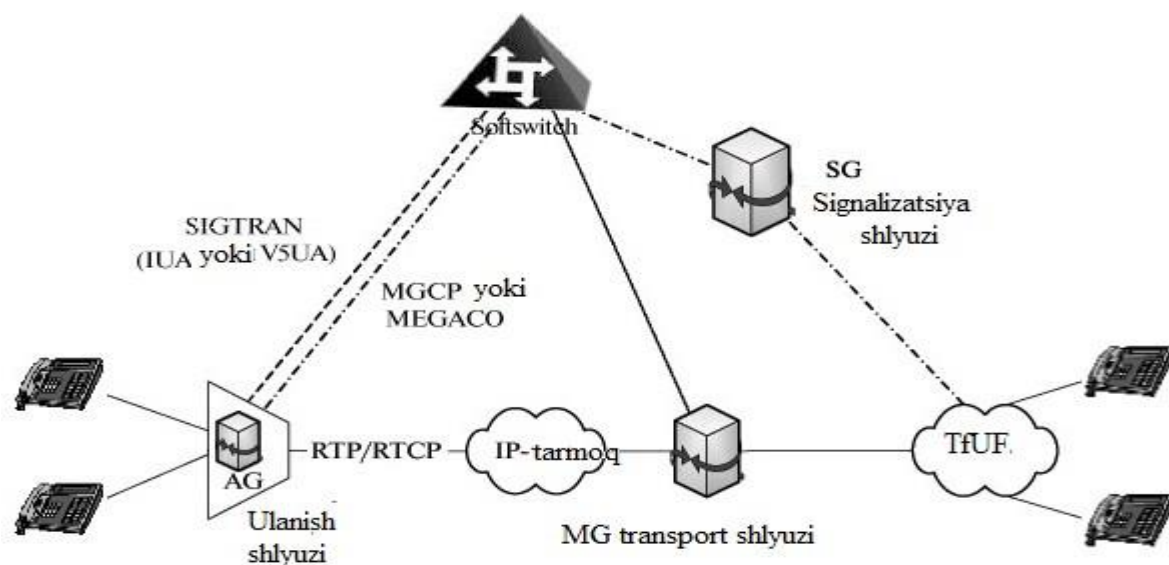 Softswitch
SG
Signalizatsiya
shlyuzi
SIGTRAN
(IUA yoki V5UA)
MGCP yoki
MEGACO
RTP/RTCP
IP-tarmoq
TfUF.
AG
Ulanish
shlyuzi
MG transport shlyuzi